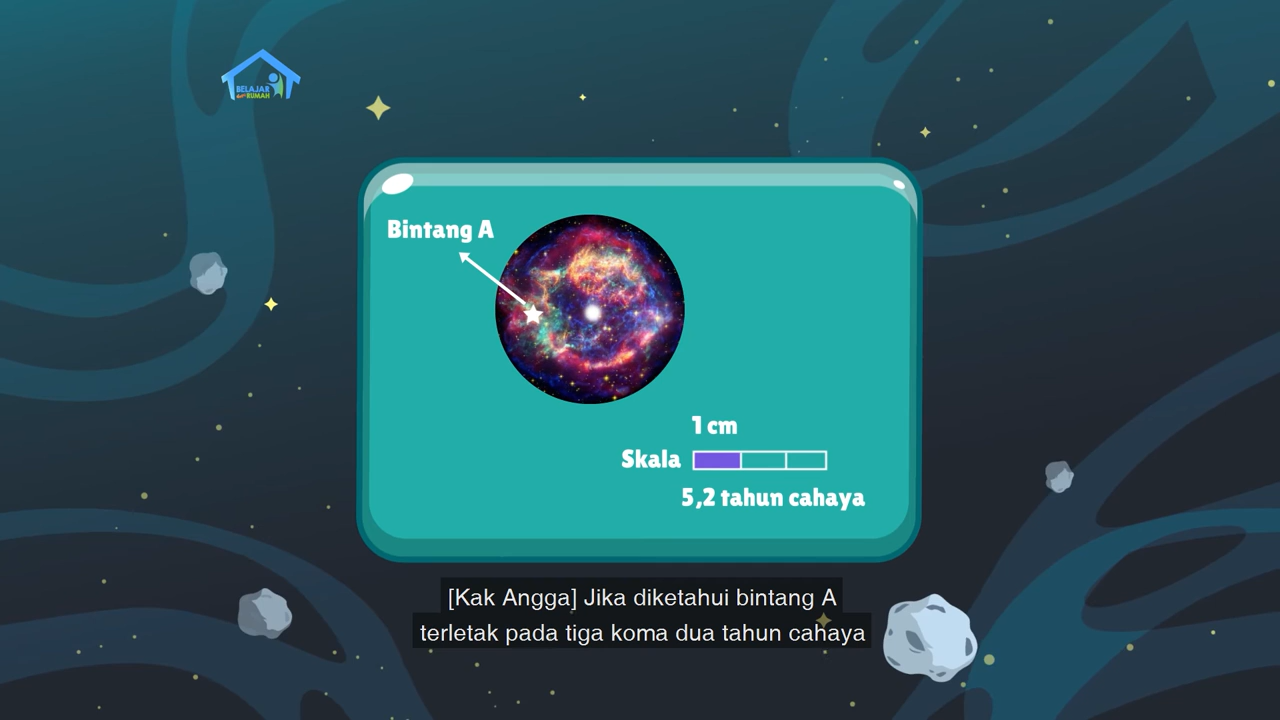 BELAJAR
dari RUMAH
Bintang A
1 cm
Skala
5,2 tahun cahaya
[Kak Angga] Jika diketahui bintang A
terletak pada tiga koma dua tahun cahaya